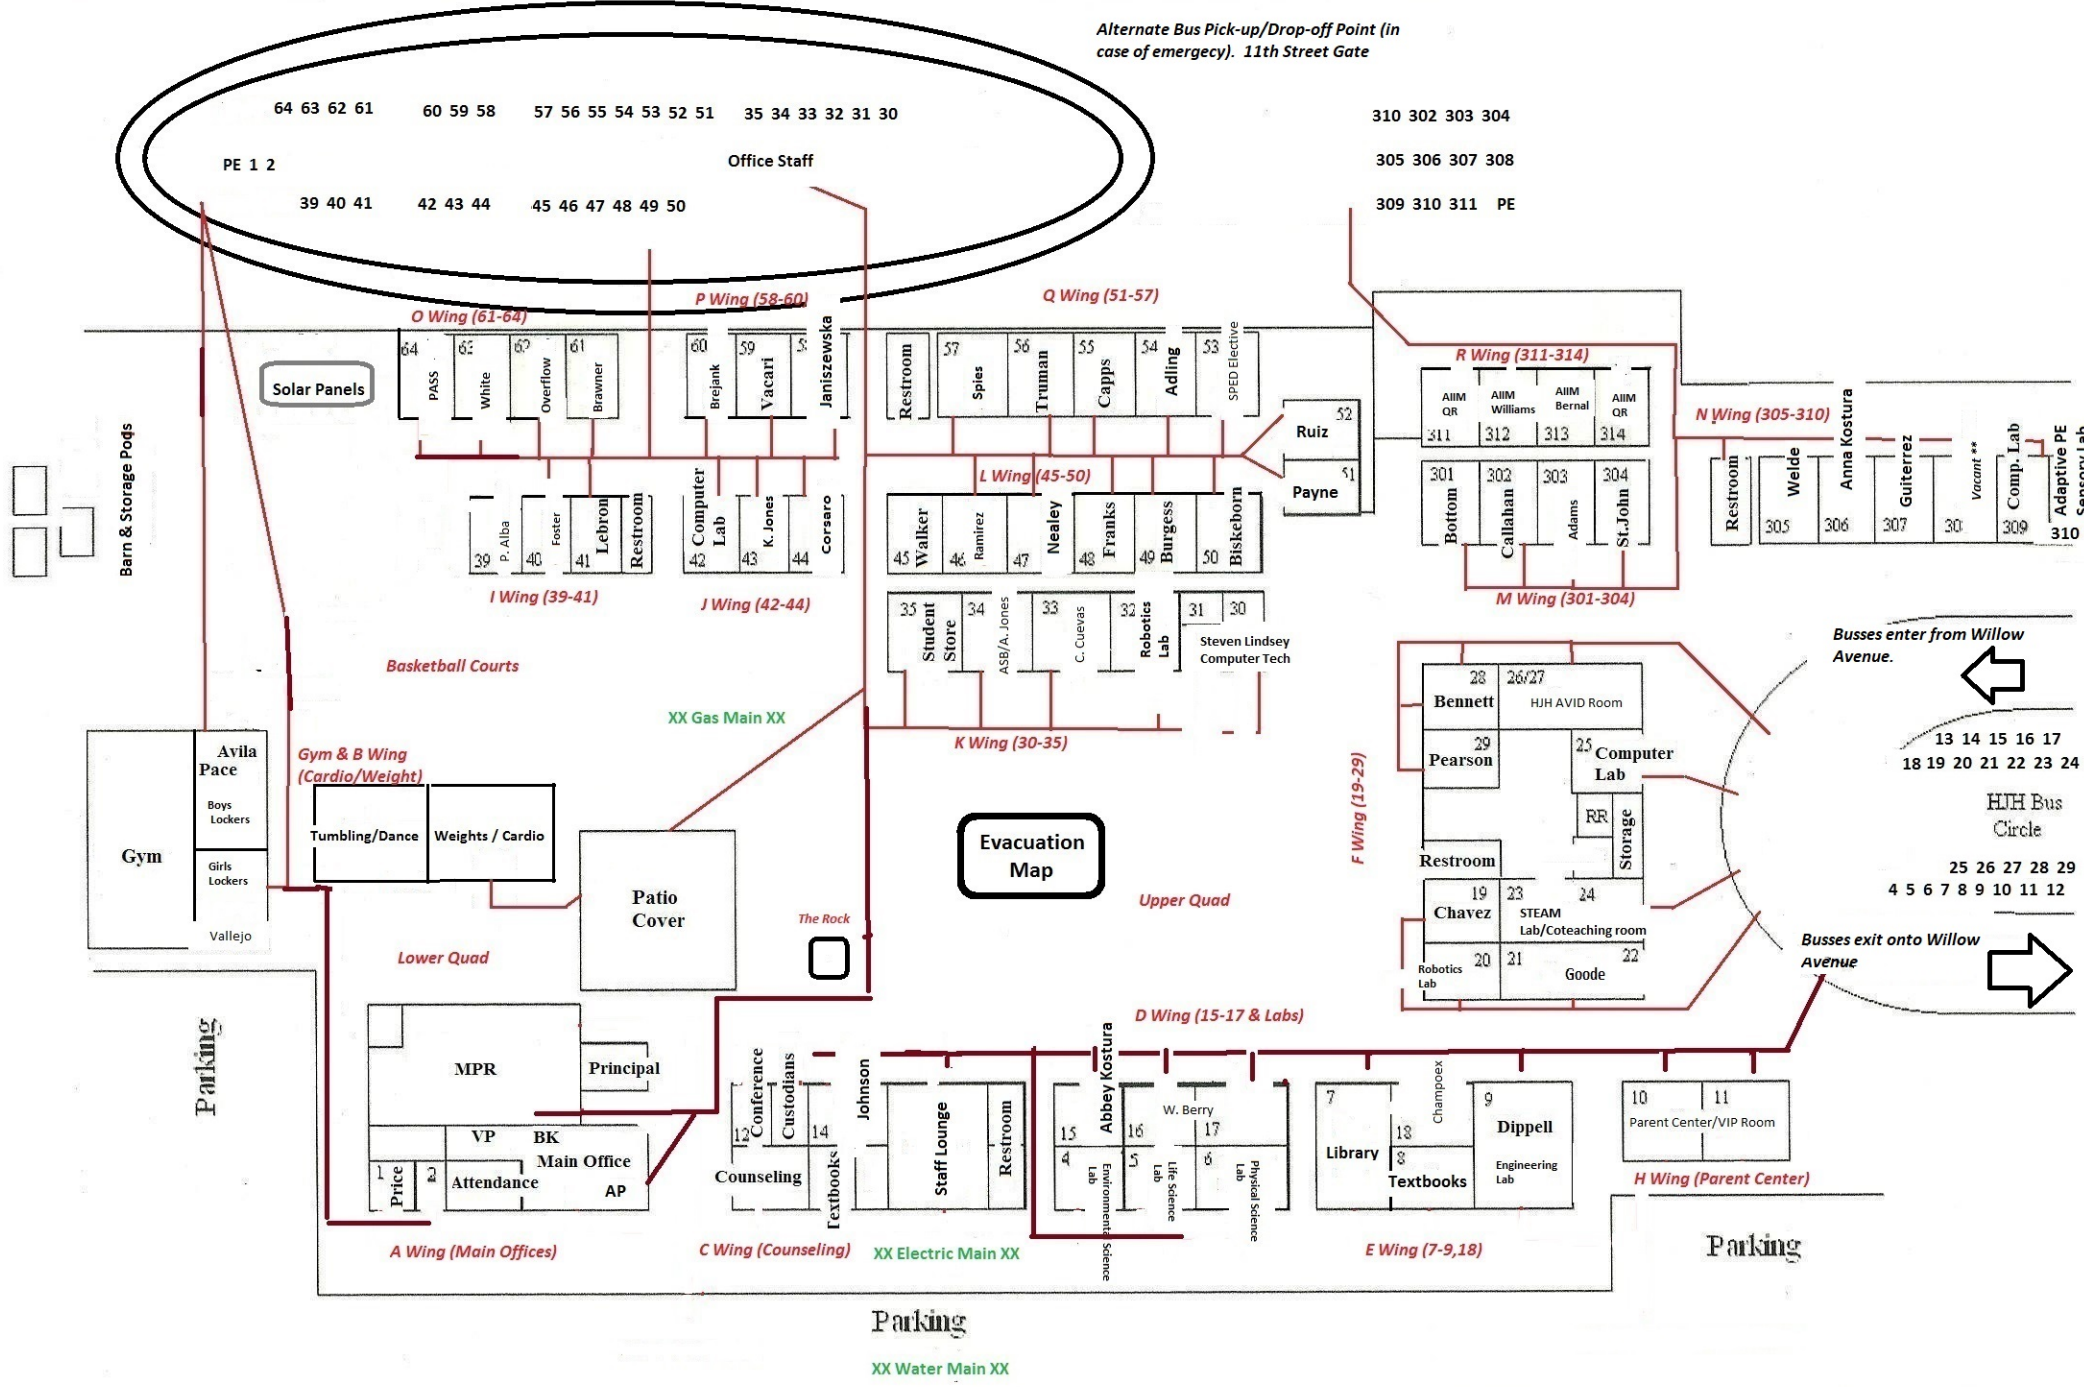 Alternate Bus Pick-up/Drop-off Point (in
case of emergecy).  11th Street Gate
64 63 62 61
60 59 58
57 56 55 54 53 52 51
35 34 33 32 31 30
PE 1 2
Office Staff
39 40 41
42 43 44
45 46 47 48 49 50
310 302 303 304
305 306 307 308
309 310 311 PE
O Wing (61-64)
P Wing (58-60)
Q Wing (51-57)
Solar Panels
64
PASS
White
Overflow
61
Brawner
60
Brejank
59
Vacari
Janiszewska
Restroom
57
Spies
56
Truman
55
Capps
54
Adling
53
SPED Elective
52
Ruiz
51
Payne
R Wing (311-314)
AIIM
QR
311
AIIM
Williams
312
AIIM
Bernal
313
AIIM
QR
314
N Wing (305-310)
Restroom
Welde
305
Anna Kostura
306
Guiterrez
307
Vacant **
30
Comp. Lab
309
Adaptive PE
Sensory Lab
310
Barn & Storage Pods
39
P. Alba
40
Foster
41
Lebron
Restroom
I Wing (39-41)
Computer
Lab
42
K. Jones
43
Corsaro
44
J Wing (42-44)
L Wing (45-50)
45
Walker
46
Ramirez
47
Nealey
48
Franks
49
Burgess
50
Biskeborn
301
Bottom
302
Callahan
303
Adams
304
St.John
M Wing (301-304)
35
Student
Store
34
ASB/A. Jones
33
C. Cuevas
32
Robotics
Lab
31
30
Steven Lindsey
Computer Tech
K Wing (30-35)
Basketball Courts
XX Gas Main XX
Busses enter from Willow
Avenue.
13 14 15 16 17
18 19 20 21 22 23 24
HJH Bus
Circle
25 26 27 28 29
4 5 6 7 8 9 10 11 12
Busses exit onto Willow
Avenue
28
Bennett
26/27
HJH AVID Room
29
Pearson
25
Computer
Lab
RR
Storage
F Wing (19-29)
Restroom
19
Chavez
23
24
STEAM
Lab/Coteaching room
20
Robotics
Lab
21
22
Goode
Gym
Avila
Pace
Boys
Lockers
Girls
Lockers
Vallejo
Gym & B Wing
(Cardio/Weight)
Tumbling/Dance
Weights / Cardio
Patio
Cover
Evacuation
Map
Upper Quad
The Rock
Lower Quad
Parking
MPR
Principal
VP
BK
Main Office
Attendance
AP
1
Price
2
A Wing (Main Offices)
12
Conference
Custodians
14
Johnson
Counseling
Textbooks
Staff Lounge
Restroom
C Wing (Counseling)
XX Electric Main XX
D Wing (15-17 & Labs)
15
Abbey Kostura
16
W. Berry
17
4
Environmental Science
Lab
5
Life Science
Lab
6
Physical Science
Lab
7
Library
Champoex
18
8
Textbooks
9
Dippell
Engineering
Lab
E Wing (7-9,18)
10
11
Parent Center/VIP Room
H Wing (Parent Center)
Parking
Parking
XX Water Main XX